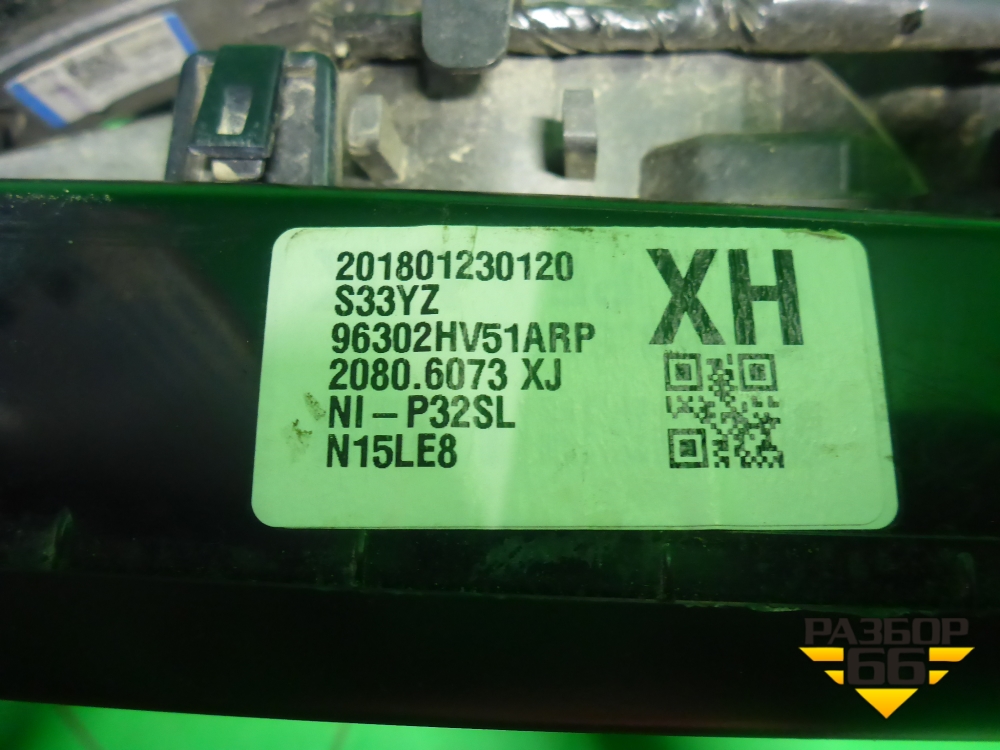 201801230120
S33YZ
96302HV51ARP
2080.6073 XJ
NI-P32SL
N15LE8
XH
РАЗБОР
66